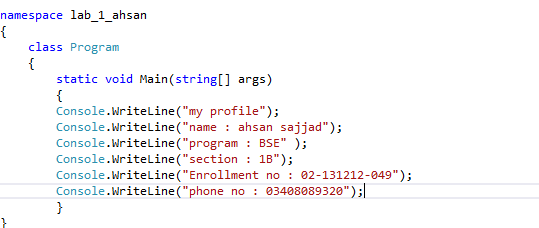 namespace lab_1_ahsan
{
class Program
{
static void Main(string[] args)
{
Console.WriteLine("my profile");
Console.WriteLine("name : ahsan sajjad");
Console.WriteLine("program : BSE" );
Console.WriteLine("section : 1B");
Console.WriteLine("Enrollment no : 02-131212-049");
Console.WriteLine("phone no : 03408089320");
}
}
}